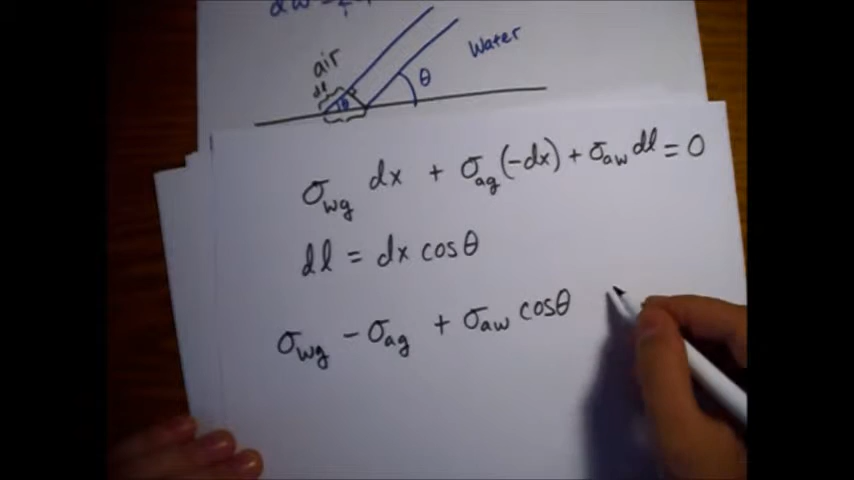 air
Water
dl
θ
θ
σwg dx + σag (-dx) + σaw dl = 0
dl = dx cosθ
σwg - σag + σaw cosθ